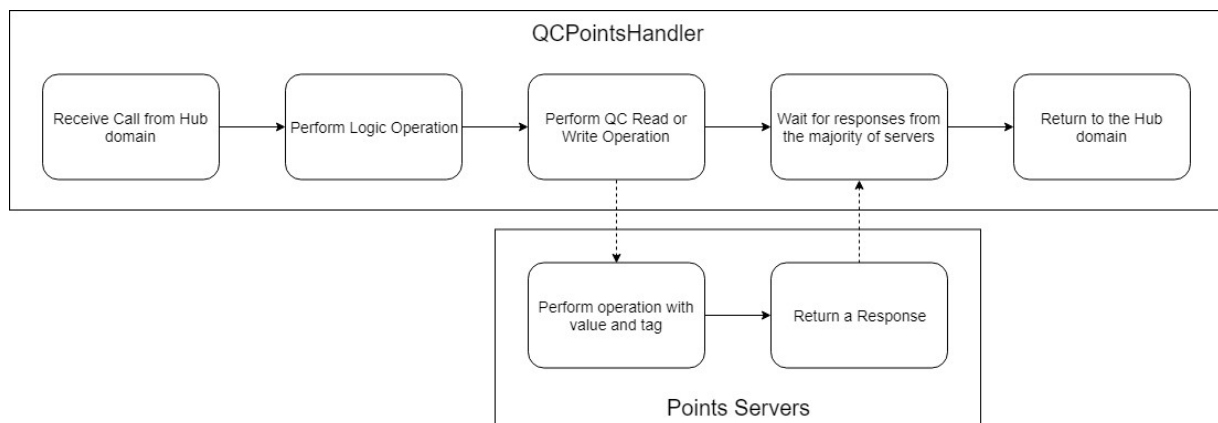 QCPointsHandler
Receive Call from Hub
domain
Perform Logic Operation
Perform QC Read or
Write Operation
Wait for responses from
the majority of servers
Return to the Hub
domain
Perform operation with
value and tag
Return a Response
Points Servers